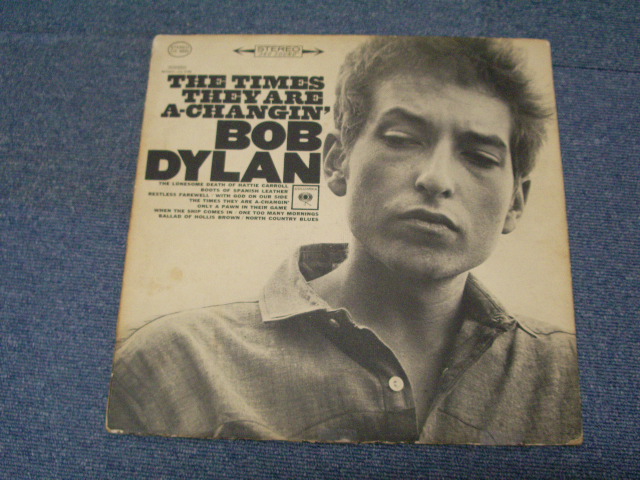 STEREO
THE TIMES
THEY ARE
A-CHANGIN'
BOB
DYLAN
THE LONESOME DEATH OF HATTIE CARROLL
BOOTS OF SPANISH LEATHER
RESTLESS FAREWELL · WITH GOD ON OUR SIDE
THE TIMES THEY ARE A-CHANGIN'
ONLY A PAWN IN THEIR GAME
WHEN THE SHIP COMES IN · ONE TOO MANY MORNINGS
BALLAD OF HOLLIS BROWN · NORTH COUNTRY BLUES
COLUMBIA